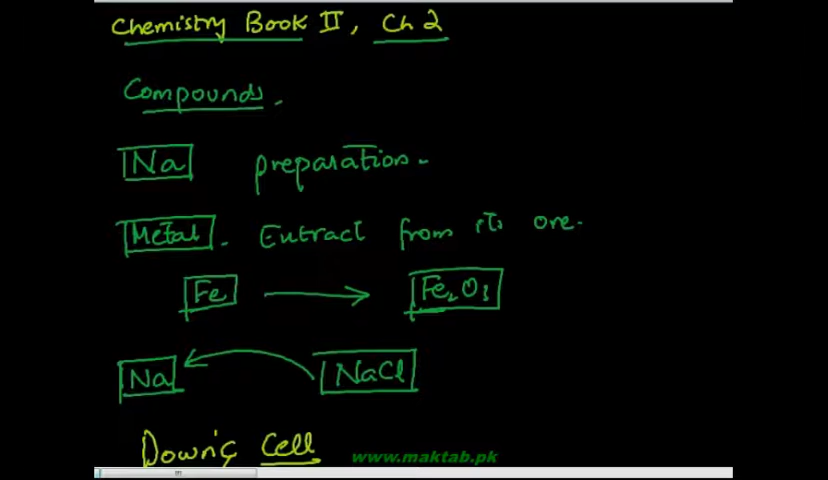 Chemistry Book II, Ch 2
Compounds.
Na preparation.
Metal. Extract from its ore.
Fe → Fe₂O₃
Na NaCl
Down's Cell
www.maktab.pk